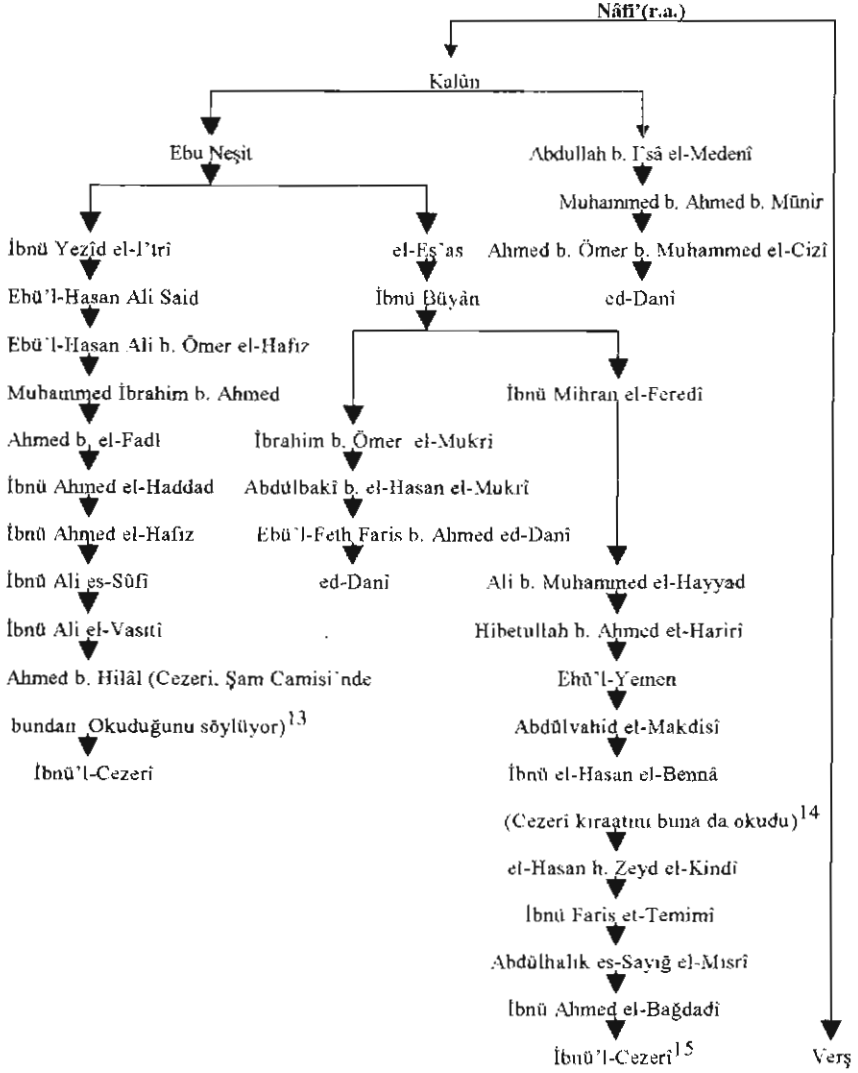 Nâfi'(r.a.)
Kalûn
Ebu Neşit Abdullah b. I'sâ el-Medenî
Muhammed b. Ahmed b. Münir
İbnü Yezîd el-I'trî el-Eş'as Ahmed b. Ömer b. Muhammed el-Cizî
Ebü'l-Hasan Ali Said İbnü Büyân ed-Danî
Ebü'l-Hasan Ali b. Ömer el-Hafız
Muhammed İbrahim b. Ahmed İbnü Mihran el-Feredî
Ahmed b. el-Fadl İbrahim b. Ömer el-Mukri
İbnü Ahmed el-Haddad Abdülbakî b. el-Hasan el-Mukrî
İbnü Ahmed el-Hafız Ebü'l-Feth Faris b. Ahmed ed-Danî
İbnü Ali es-Sûfî ed-Danî Ali b. Muhammed el-Hayyad
İbnü Ali el-Vasıtî Hibetullah b. Ahmed el-Harirî
Ahmed b. Hilâl (Cezeri. Şam Camisi'nde Ebü'l-Yemen
bundan Okuduğunu söylüyor)13 Abdülvahid el-Makdisî
İbnü'l-Cezerî İbnü el-Hasan el-Bennâ
(Cezeri kıraatını buna da okudu)14
el-Hasan b. Zeyd el-Kindî
İbnü Faris et-Temimî
Abdülhalık es-Sayığ el-Mısrî
İbnü Ahmed el-Bağdadî
İbnü'l-Cezerî15 Verş